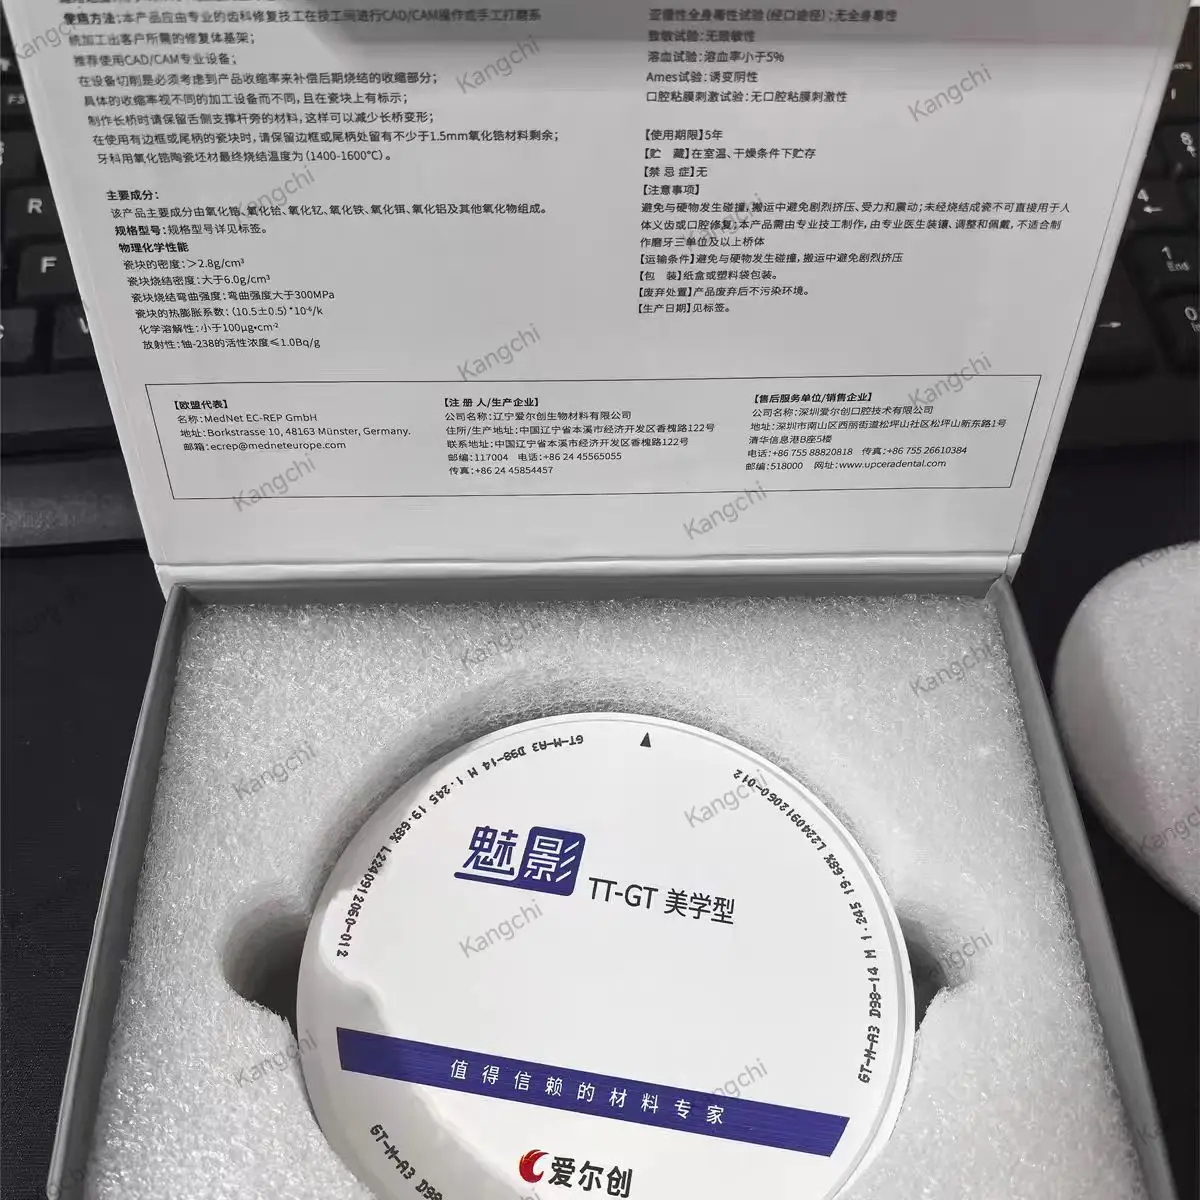 使用方法:本产品应由专业的齿科修复技工在技工间进行CAD/CAM操作或手工打磨系
统加工出客户所需的修复体基架;
推荐使用CAD/CAM专业设备;
在设备切削是必须考虑到产品收缩率来补偿后期烧结的收缩部分;
具体的收缩率视不同的加工设备而不同,且在瓷块上有标示;
制作长桥时请保留舌侧支撑杆旁的材料,这样可以减少长桥变形;
在使用有边框或尾柄的瓷块时,请保留边框或尾柄处留有不少于1.5mm氧化锆材料剩余;
牙科用氧化锆陶瓷坯材最终烧结温度为(1400-1600°C)。
主要成分:
该产品主要成分由氧化锆、氧化铪、氧化钇、氧化铁、氧化铒、氧化铝及其他氧化物组成。
规格型号:规格型号详见标签。
物理化学性能
瓷块的密度:>2.8g/cm³
瓷块烧结密度:大于6.0g/cm³
瓷块烧结弯曲强度:弯曲强度大于300MPa
瓷块的热膨胀系数:(10.5±0.5)*10⁻⁶/k
化学溶解性:小于100μg•cm⁻²
放射性:铀-238的活性浓度≤1.0Bq/g
亚慢性全身毒性试验(经口途径):无全身毒性
致敏试验:无致敏性
溶血试验:溶血率小于5%
Ames试验:诱变阴性
口腔粘膜刺激试验:无口腔粘膜刺激性
【使用期限】5年
【贮 藏】在室温、干燥条件下贮存
【禁忌症】无
【注意事项】
避免与硬物发生碰撞,搬运中避免剧烈挤压、受力和震动;未经烧结成瓷不可直接用于人
体义齿或口腔修复;本产品需由专业技工制作,由专业医生装镶、调整和佩戴,不适合制
作磨牙三单位及以上桥体
【运输条件】避免与硬物发生碰撞,搬运中避免剧烈挤压
【包 装】纸盒或塑料袋包装。
【废弃处置】产品废弃后不污染环境。
【生产日期】见标签。
【欧盟代表】
名称:MedNet EC-REP GmbH
地址:Borkstrasse 10, 48163 Münster, Germany.
邮箱:ecrep@medneteurope.com
【注 册 人/生产企业】
公司名称:辽宁爱尔创生物材料有限公司
住所/生产地址:中国辽宁省本溪市经济开发区香槐路122号
联系地址:中国辽宁省本溪市经济开发区香槐路122号
邮编:117004 电话:+86 24 45565055
传真:+86 24 45854457
【售后服务单位/销售企业】
公司名称:深圳爱尔创口腔技术有限公司
地址:深圳市南山区西丽街道松坪山社区松坪山新东路1号
清华信息港B座5楼
电话:+86 755 88820818 传真:+86 755 26610384
邮编:518000 网址:www.upceradental.com
GT-M-A3 D98-14 M 1.245 19.68% L2240912060-012
L2240912060-012 19.68% 1.245 M D98-14 GT-M-A3
魅影
TT-GT 美学型
值得信赖的材料专家
爱尔创
GT-M-A3 D98
Kangchi